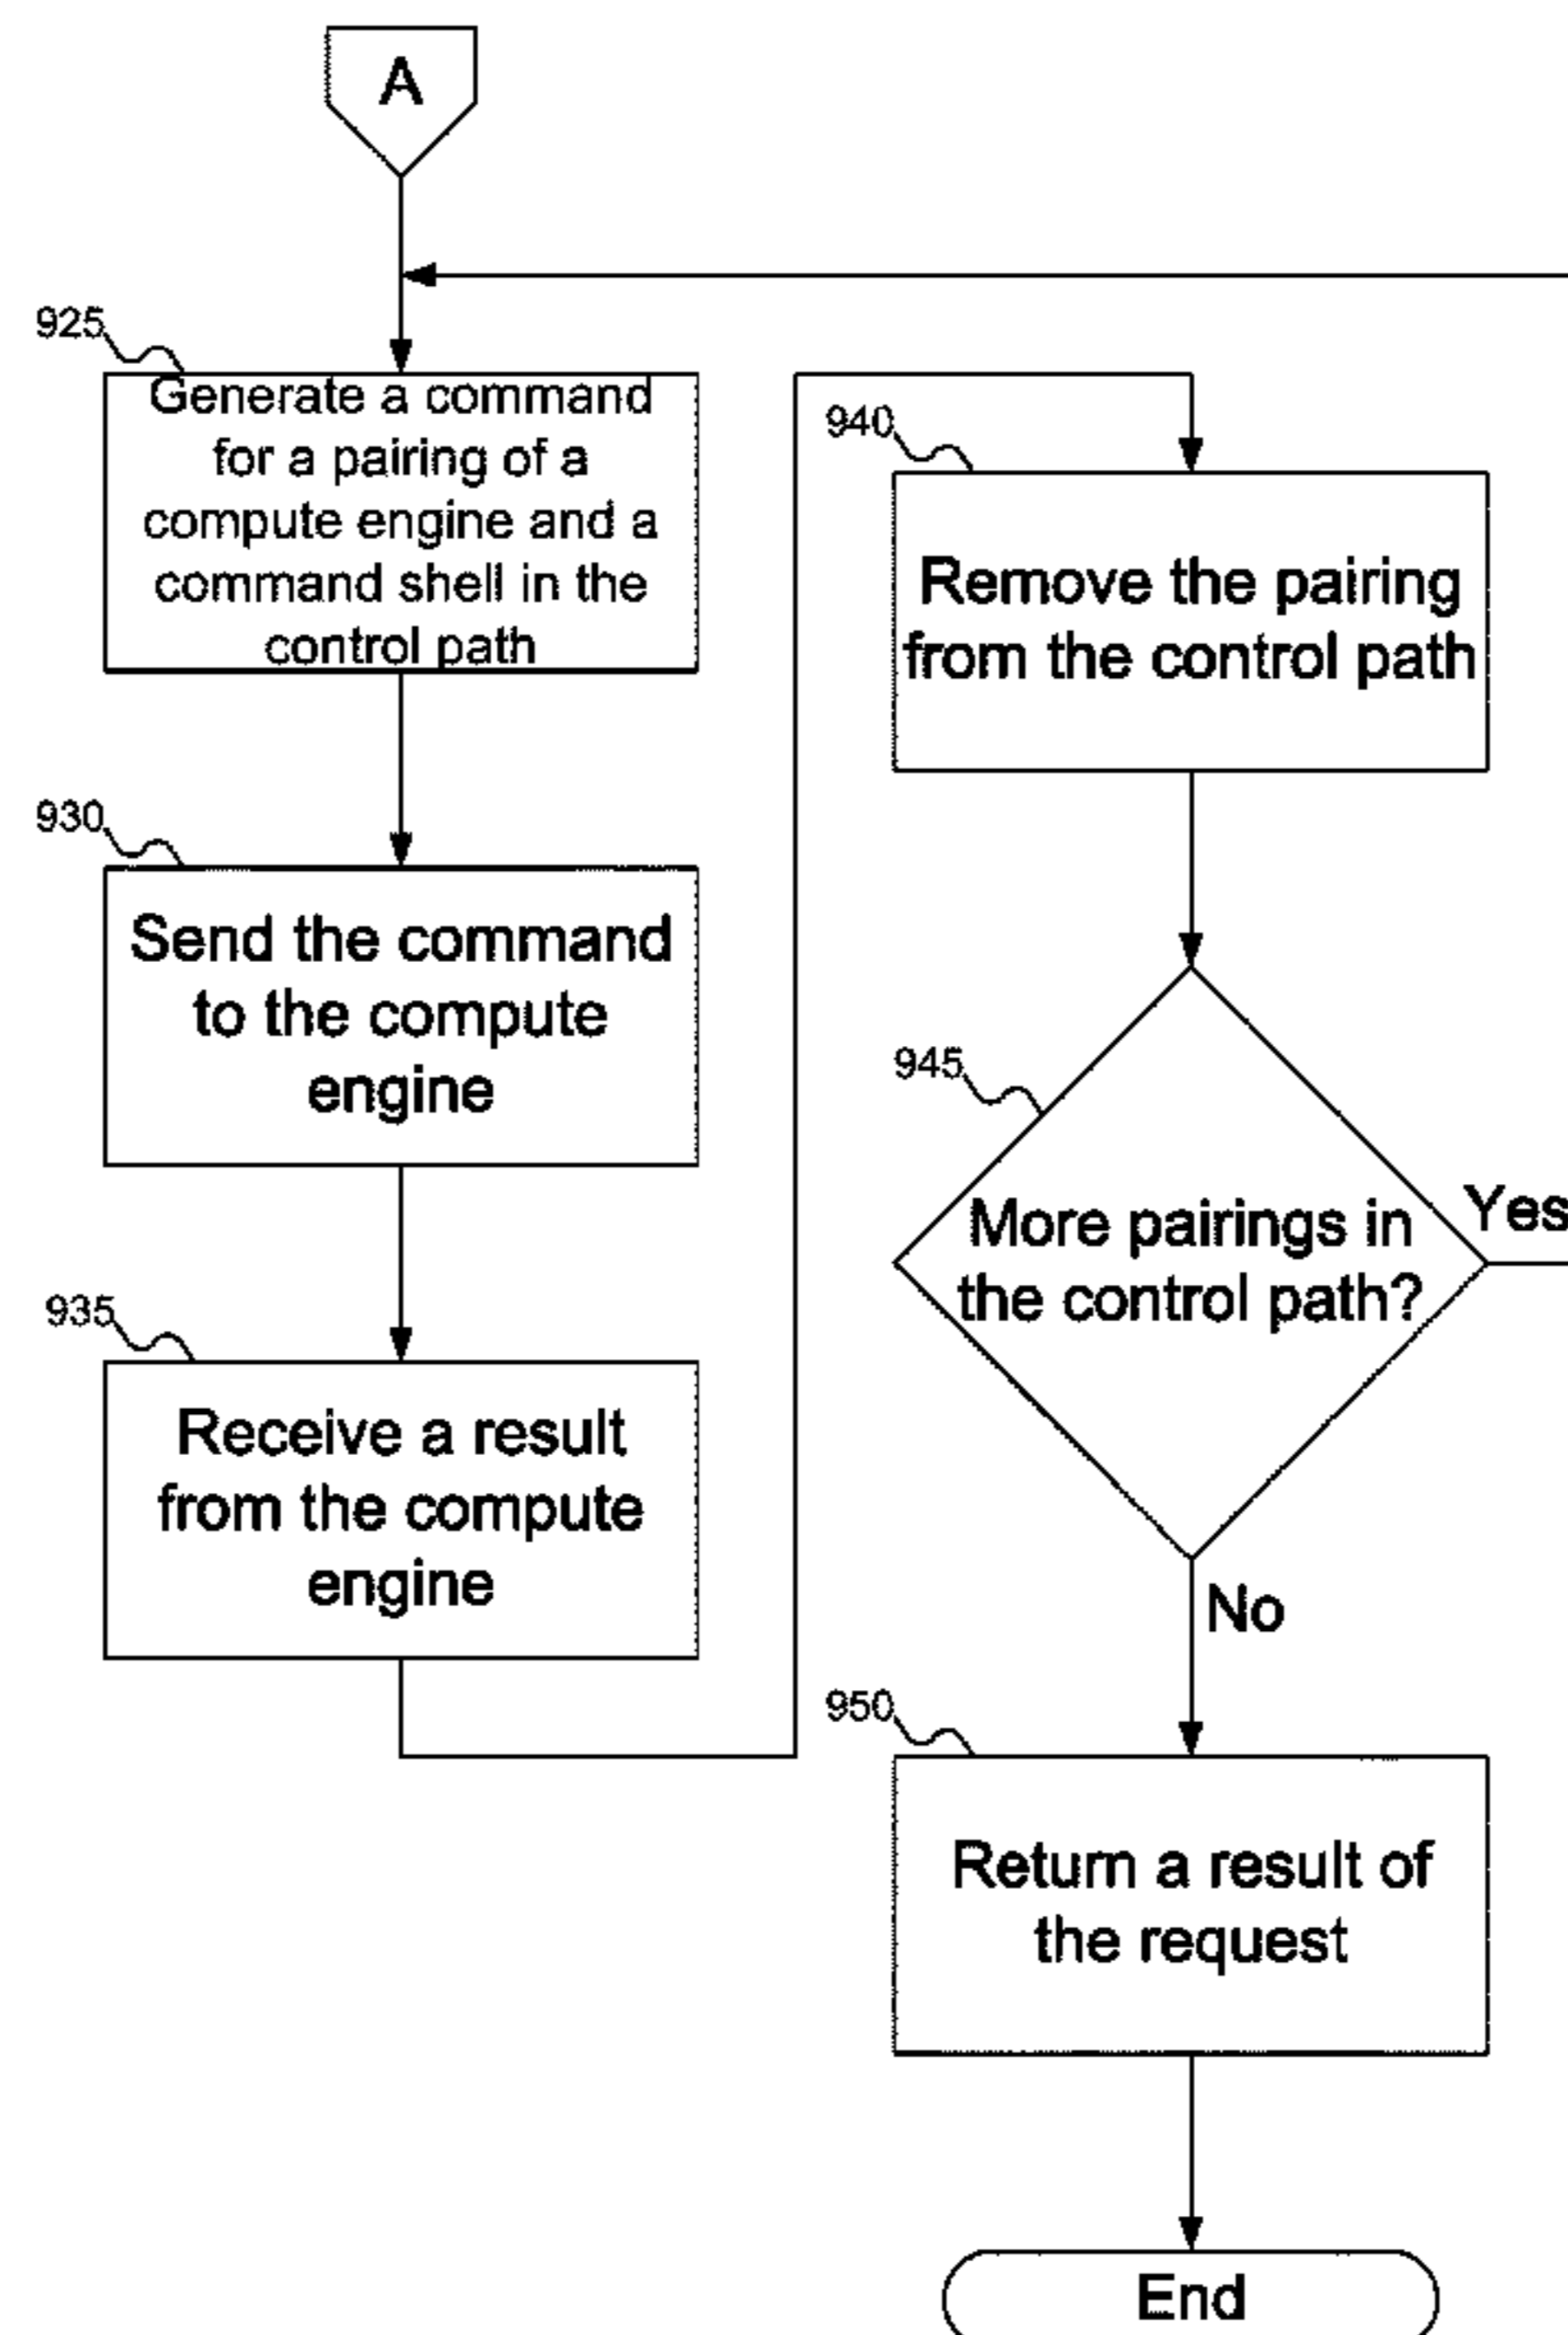 A
925
Generate a command
for a pairing of a
compute engine and a
command shell in the
control path
930
Send the command
to the compute
engine
935
Receive a result
from the compute
engine
940
Remove the pairing
from the control path
945
More pairings in
the control path?
Yes
No
950
Return a result of
the request
End